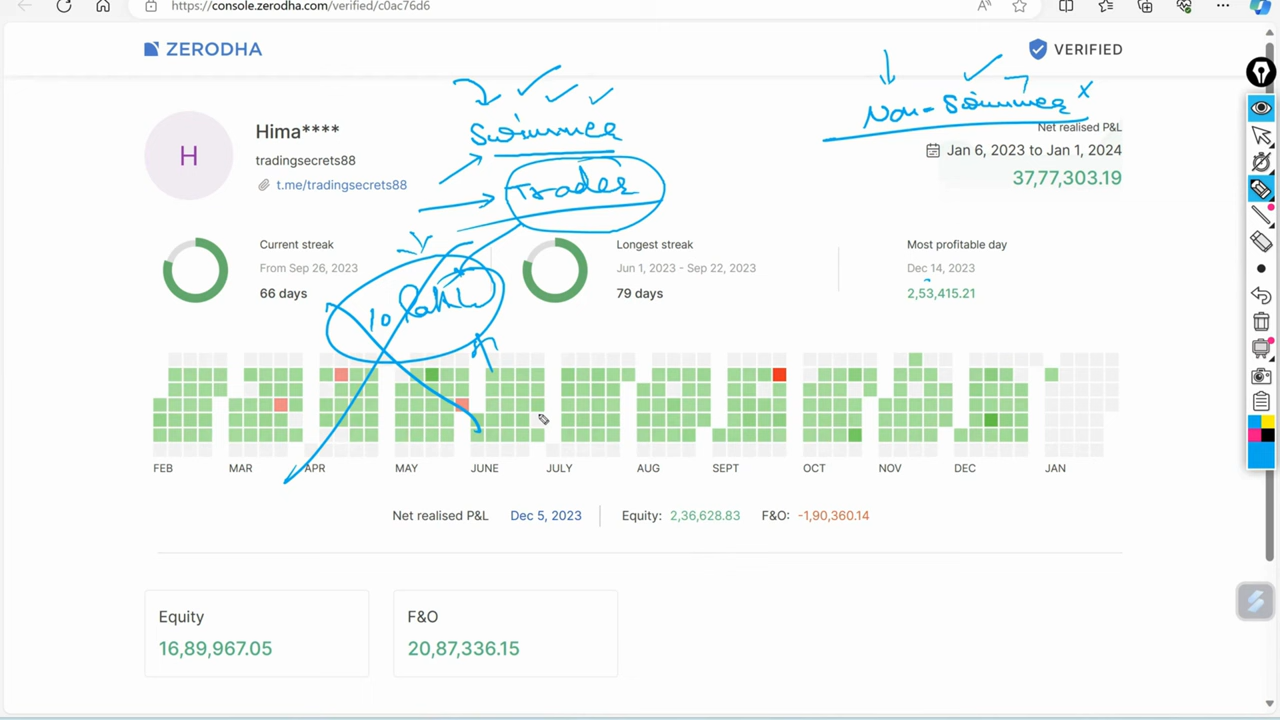 https://console.zerodha.com/verified/c0ac76d6
ZERODHA
VERIFIED
Swimmer
Non-Swimmer x
H
Hima****
tradingsecrets88
t.me/tradingsecrets88
Trader
Net realised P&L
Jan 6, 2023 to Jan 1, 2024
37,77,303.19
Current streak
From Sep 26, 2023
66 days
Longest streak
Jun 1, 2023 - Sep 22, 2023
79 days
Most profitable day
Dec 14, 2023
2,53,415.21
10 lakh
FEB MAR APR MAY JUNE JULY AUG SEPT OCT NOV DEC JAN
Net realised P&L Dec 5, 2023 Equity: 2,36,628.83 F&O: -1,90,360.14
Equity
16,89,967.05
F&O
20,87,336.15